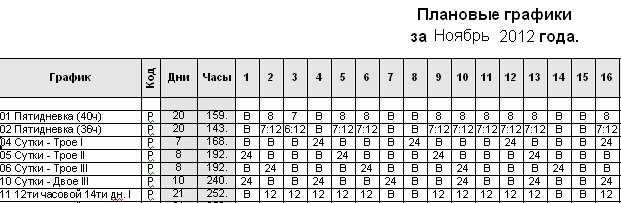 Плановые графики
за Ноябрь 2012 года.
График Код Дни Часы 1 2 3 4 5 6 7 8 9 10 11 12 13 14 15 16
01 Пятидневка (40ч) Р 20 159. В 8 7 В 8 8 В 8 8 8 8 8 8 В В 8
02 Пятидневка (36ч) Р 20 143. В 7:12 6:12 В 7:12 7:12 В В 7:12 7:12 7:12 7:12 7:12 В В 7:12
04 Сутки - Трое I Р 7 168. В В В 24 В В В 24 В В В 24 В В В 24
05 Сутки - Трое II Р 8 192. 24 В В В 24 В В В 24 В В В 24 В В В
06 Сутки - Трое III Р 8 192. В 24 В В В 24 В В В 24 В В В 24 В В
10 Сутки - Двое III Р 10 240. 24 В В 24 В В 24 В В 24 В В 24 В В 24
11 12ти часовой 14ти дн. I Р 21 252. В 12 12 12 12 12 В В 12 12 12 12 12 В В 12